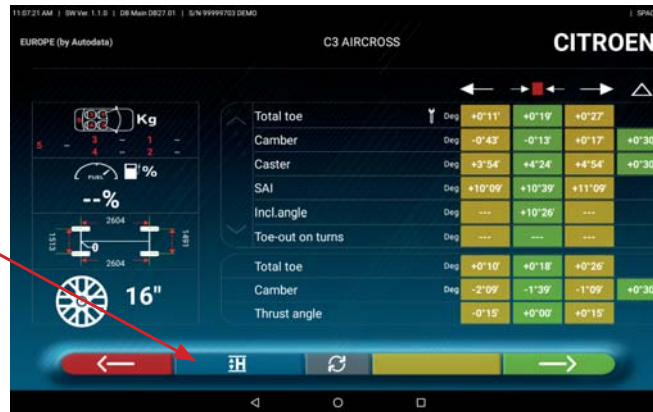 11:07:21 AM | SW Ver. 1.1.0 | DB Main DB27.01 | S/N 99999703 DEMO | SPAC
EUROPE (by Autodata) C3 AIRCROSS CITROEN
Kg
5 - 3 - 1 -
4 - 2 -
FUEL %
--%
2604
1513 0 1491
2604
16"
Total toe Deg +0°11' +0°19' +0°27'
Camber Deg -0°43' -0°13' +0°17' +0°30
Caster Deg +3°54' +4°24' +4°54' +0°30
SAI Deg +10°09' +10°39' +11°09'
Incl.angle Deg --- +10°26' ---
Toe-out on turns Deg --- --- ---
Total toe Deg +0°10' +0°18' +0°26'
Camber Deg -2°09' -1°39' -1°09' +0°30
Thrust angle -0°15' +0°00' +0°15'
H